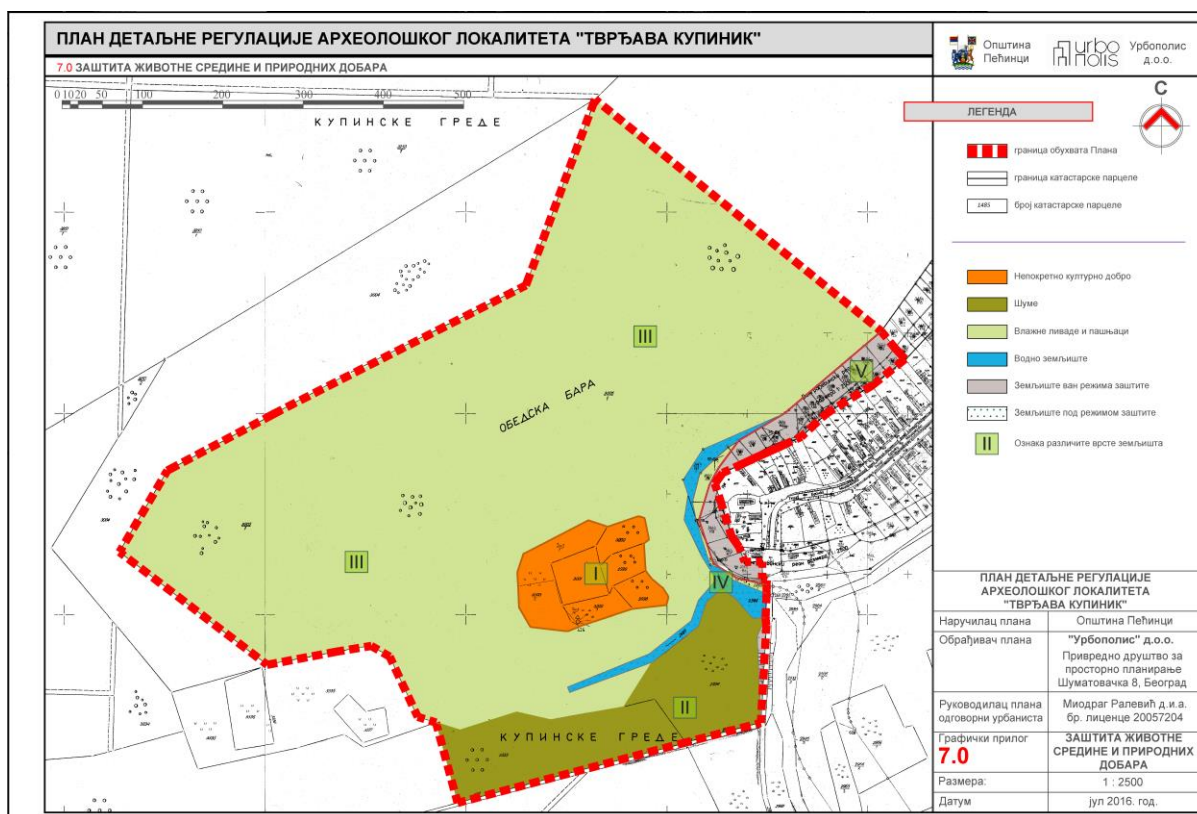 ПЛАН ДЕТАЉНЕ РЕГУЛАЦИЈЕ АРХЕОЛОШКОГ ЛОКАЛИТЕТА "ТВРЂАВА КУПИНИК"
7.0 ЗАШТИТА ЖИВОТНЕ СРЕДИНЕ И ПРИРОДНИХ ДОБАРА
Општина
Пећинци
urbo
polis
Урбополис
д.о.о.
0 10 20 50 100 200 300 400 500
КУПИНСКЕ ГРЕДЕ
III
ОБЕДСКА БАРА
V
III
I
IV
II
КУПИНСКЕ ГРЕДЕ
С
ЛЕГЕНДА
граница обухвата Плана
граница катастарске парцеле
1485 број катастарске парцеле
Непокретно културно добро
Шуме
Влажне ливаде и пашњаци
Водно земљиште
Земљиште ван режима заштите
Земљиште под режимом заштите
II Ознака различите врсте земљишта
ПЛАН ДЕТАЉНЕ РЕГУЛАЦИЈЕ
АРХЕОЛОШКОГ ЛОКАЛИТЕТА
"ТВРЂАВА КУПИНИК"
Наручилац плана Општина Пећинци
Обрађивач плана "Урбополис" д.о.о.
Привредно друштво за
просторно планирање
Шуматовачка 8, Београд
Руководилац плана Миодраг Ралевић д.и.а.
одговорни урбаниста бр. лиценце 20057204
Графички прилог ЗАШТИТА ЖИВОТНЕ
7.0 СРЕДИНЕ И ПРИРОДНИХ
ДОБАРА
Размера: 1 : 2500
Датум јул 2016. год.